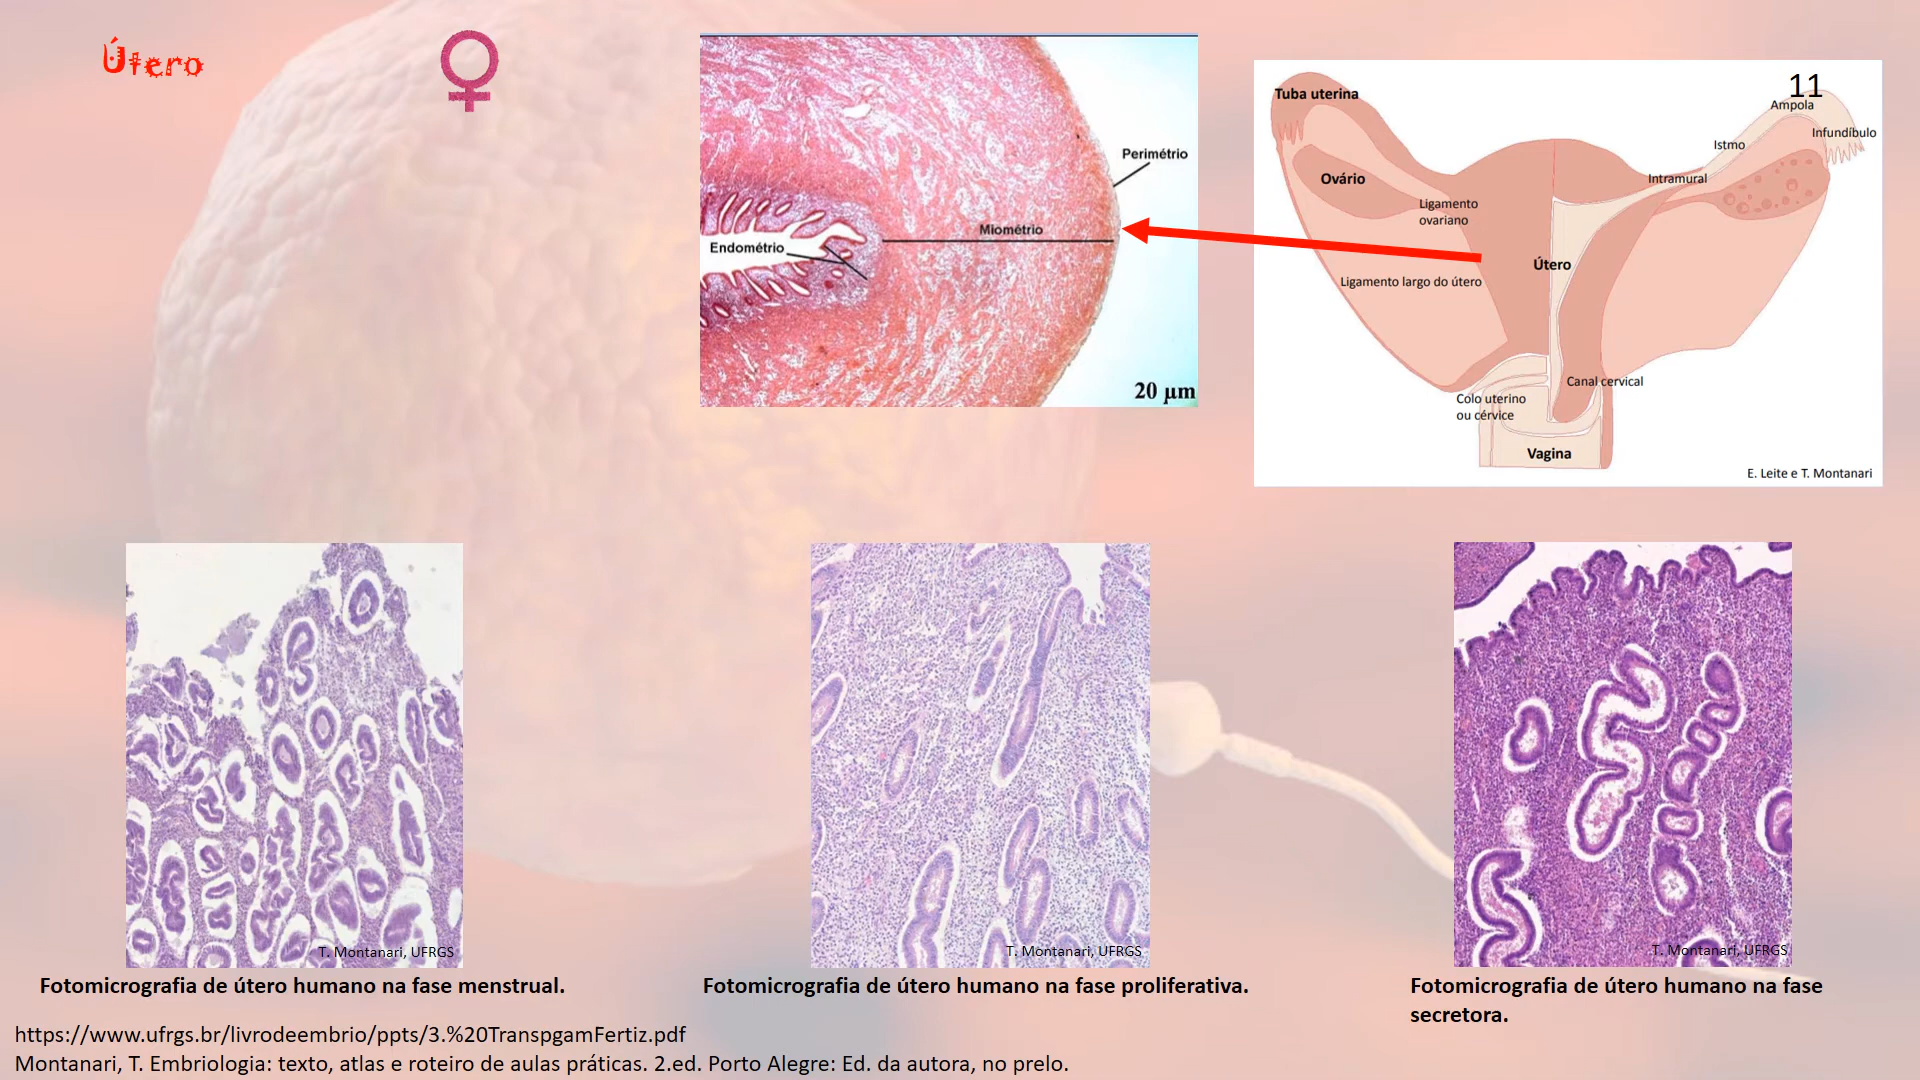 Útero
Perimétrio
Miométrio
Endométrio
20 µm
11
Tuba uterina
Ampola
Infundíbulo
Istmo
Intramural
Ovário
Ligamento
ovariano
Útero
Ligamento largo do útero
Canal cervical
Colo uterino
ou cérvice
Vagina
E. Leite e T. Montanari
T. Montanari, UFRGS
T. Montanari, UFRGS
T. Montanari, UFRGS
Fotomicrografia de útero humano na fase menstrual.
Fotomicrografia de útero humano na fase proliferativa.
Fotomicrografia de útero humano na fase
secretora.
https://www.ufrgs.br/livrodeembrio/ppts/3.%20TranspgamFertiz.pdf
Montanari, T. Embriologia: texto, atlas e roteiro de aulas práticas. 2.ed. Porto Alegre: Ed. da autora, no prelo.